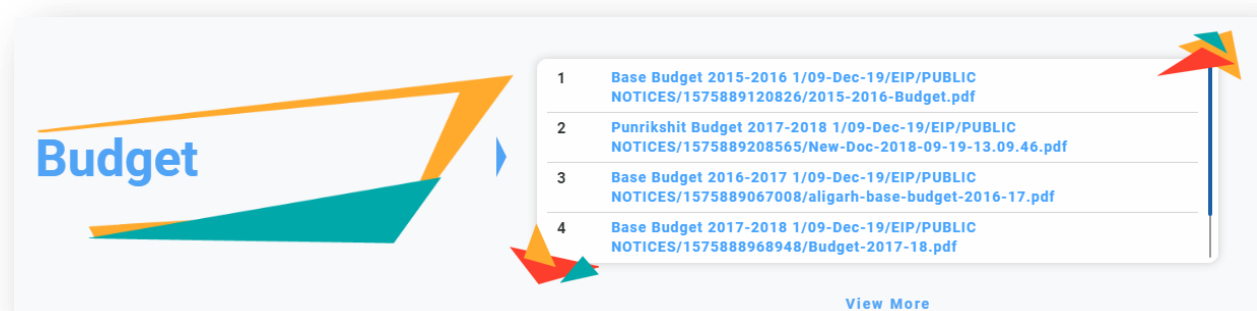 Budget
1
Base Budget 2015-2016 1/09-Dec-19/EIP/PUBLIC
NOTICES/1575889120826/2015-2016-Budget.pdf
2
Punrikshit Budget 2017-2018 1/09-Dec-19/EIP/PUBLIC
NOTICES/1575889208565/New-Doc-2018-09-19-13.09.46.pdf
3
Base Budget 2016-2017 1/09-Dec-19/EIP/PUBLIC
NOTICES/1575889067008/aligarh-base-budget-2016-17.pdf
4
Base Budget 2017-2018 1/09-Dec-19/EIP/PUBLIC
NOTICES/1575888968948/Budget-2017-18.pdf
View More